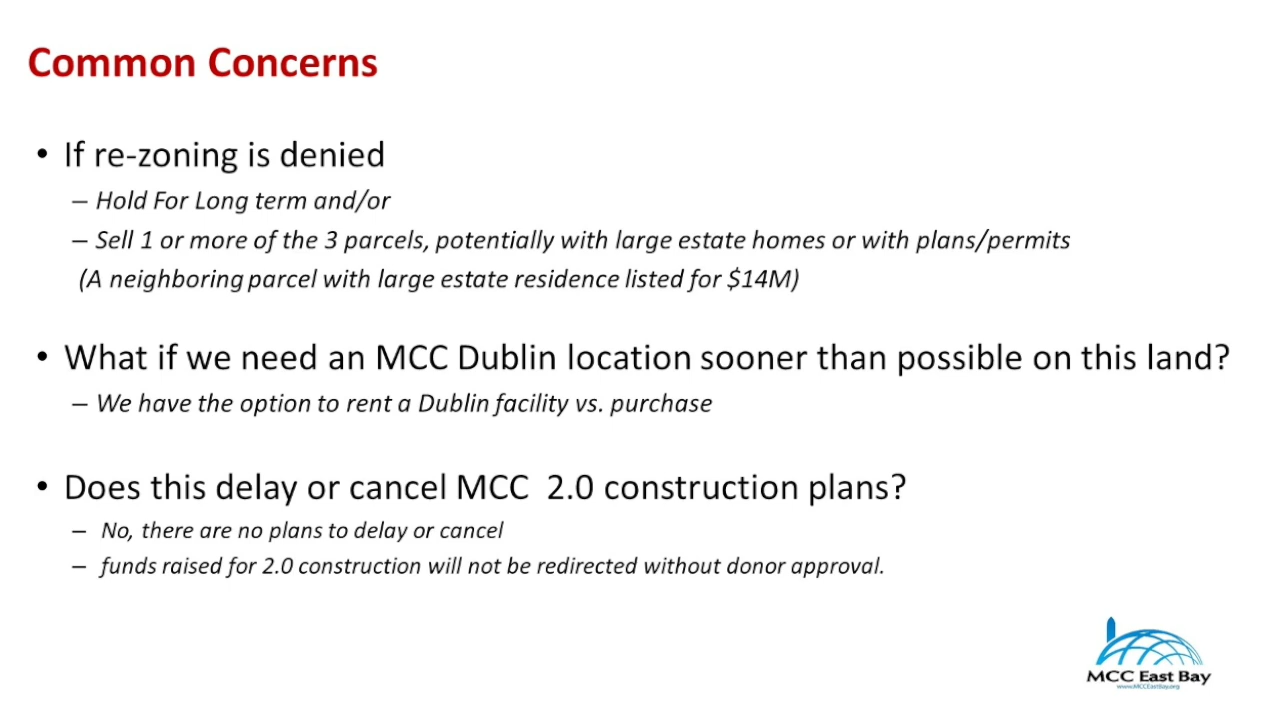 Common Concerns
• If re-zoning is denied
– Hold For Long term and/or
– Sell 1 or more of the 3 parcels, potentially with large estate homes or with plans/permits
(A neighboring parcel with large estate residence listed for $14M)
• What if we need an MCC Dublin location sooner than possible on this land?
– We have the option to rent a Dublin facility vs. purchase
• Does this delay or cancel MCC  2.0 construction plans?
– No, there are no plans to delay or cancel
– funds raised for 2.0 construction will not be redirected without donor approval.
MCC East Bay
www.MCCEastBay.org